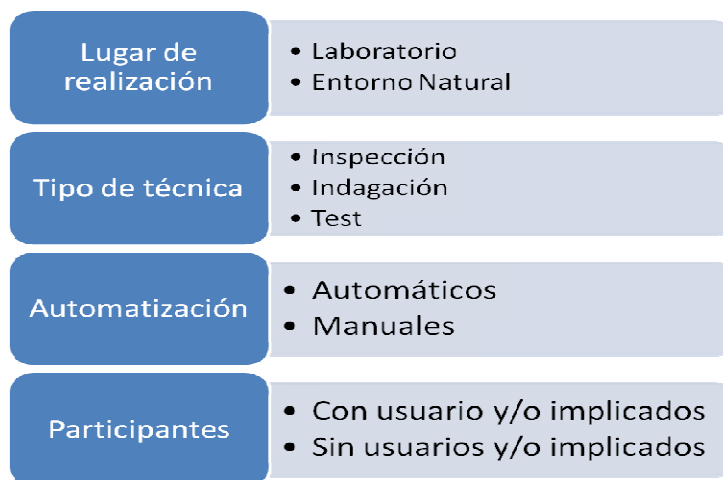 Lugar de
realización
• Laboratorio
• Entorno Natural
Tipo de técnica
• Inspección
• Indagación
• Test
Automatización
• Automáticos
• Manuales
Participantes
• Con usuario y/o implicados
• Sin usuarios y/o implicados